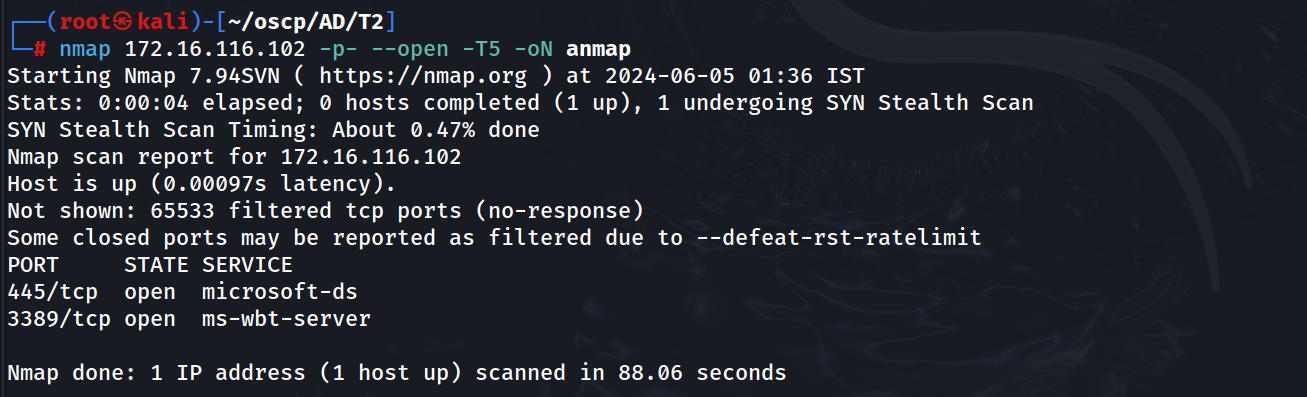 ┌──(root㉿kali)-[~/oscp/AD/T2]
└─# nmap 172.16.116.102 -p- --open -T5 -oN anmap
Starting Nmap 7.94SVN ( https://nmap.org ) at 2024-06-05 01:36 IST
Stats: 0:00:04 elapsed; 0 hosts completed (1 up), 1 undergoing SYN Stealth Scan
SYN Stealth Scan Timing: About 0.47% done
Nmap scan report for 172.16.116.102
Host is up (0.00097s latency).
Not shown: 65533 filtered tcp ports (no-response)
Some closed ports may be reported as filtered due to --defeat-rst-ratelimit
PORT     STATE SERVICE
445/tcp  open  microsoft-ds
3389/tcp open  ms-wbt-server
Nmap done: 1 IP address (1 host up) scanned in 88.06 seconds